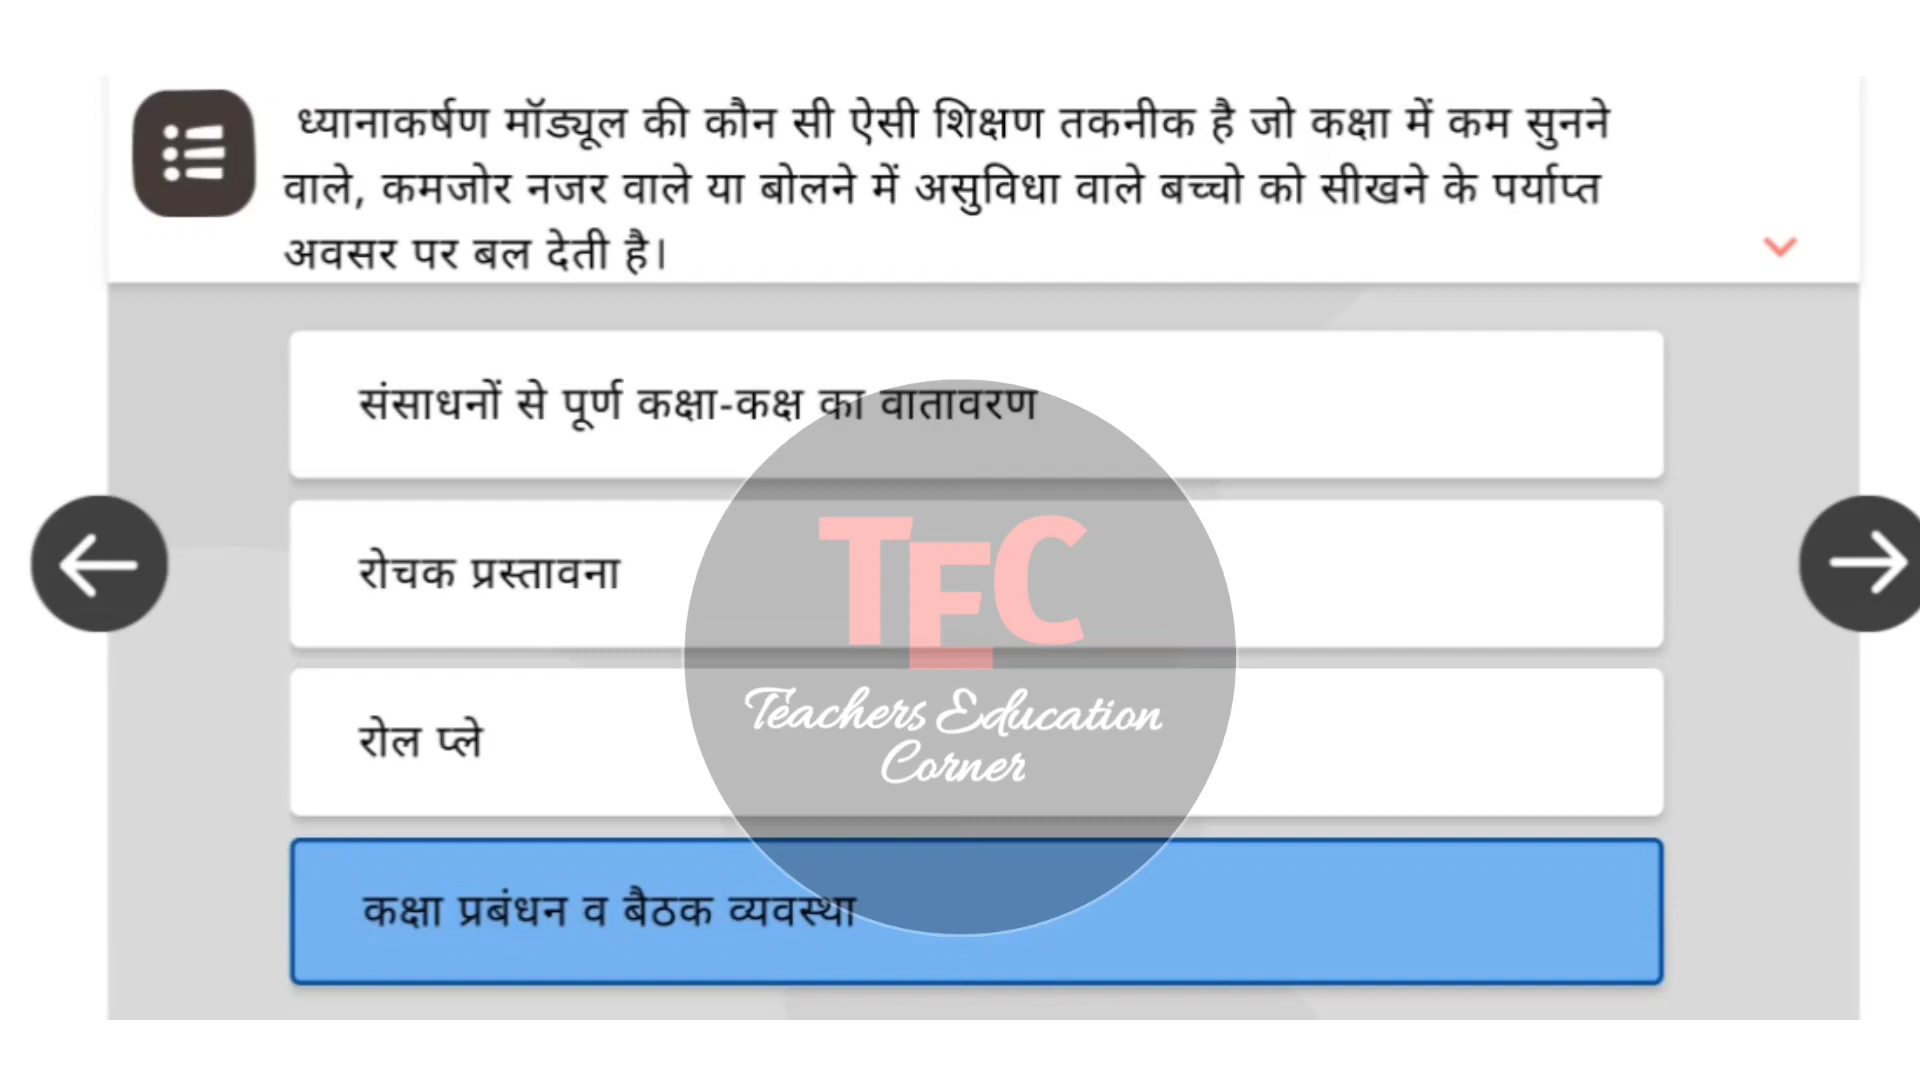 ध्यानाकर्षण मॉड्यूल की कौन सी ऐसी शिक्षण तकनीक है जो कक्षा में कम सुनने
वाले, कमजोर नजर वाले या बोलने में असुविधा वाले बच्चो को सीखने के पर्याप्त
अवसर पर बल देती है।
संसाधनों से पूर्ण कक्षा-कक्ष का वातावरण
रोचक प्रस्तावना
TEC
Teachers Education
Corner
रोल प्ले
कक्षा प्रबंधन व बैठक व्यवस्था